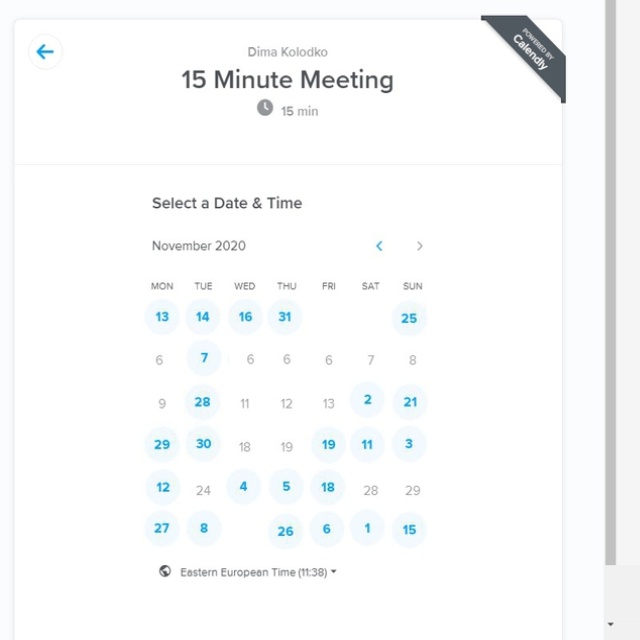 Dima Kolodko
POWERED BY
Calendly
15 Minute Meeting
15 min
Select a Date & Time
November 2020
MON TUE WED THU FRI SAT SUN
13 14 16 31 25
6 7 6 6 6 7 8
9 28 11 12 13 2 21
29 30 18 19 19 11 3
12 24 4 5 18 28 29
27 8 26 6 1 15
Eastern European Time (11:38)